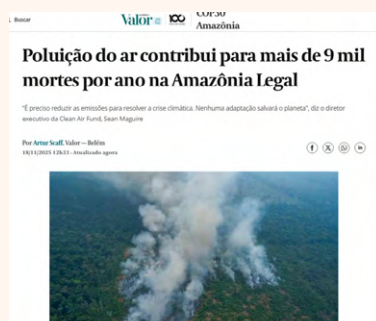 Buscar
Valor
100
COP30
Amazônia
Poluição do ar contribui para mais de 9 mil
mortes por ano na Amazônia Legal
"É preciso reduzir as emissões para resolver a crise climática. Nenhuma adaptação salvará o planeta", diz o diretor
executivo da Clean Air Fund, Sean Maguire
Por Artur Scaff, Valor — Belém
18/11/2025 12h33 · Atualizado agora